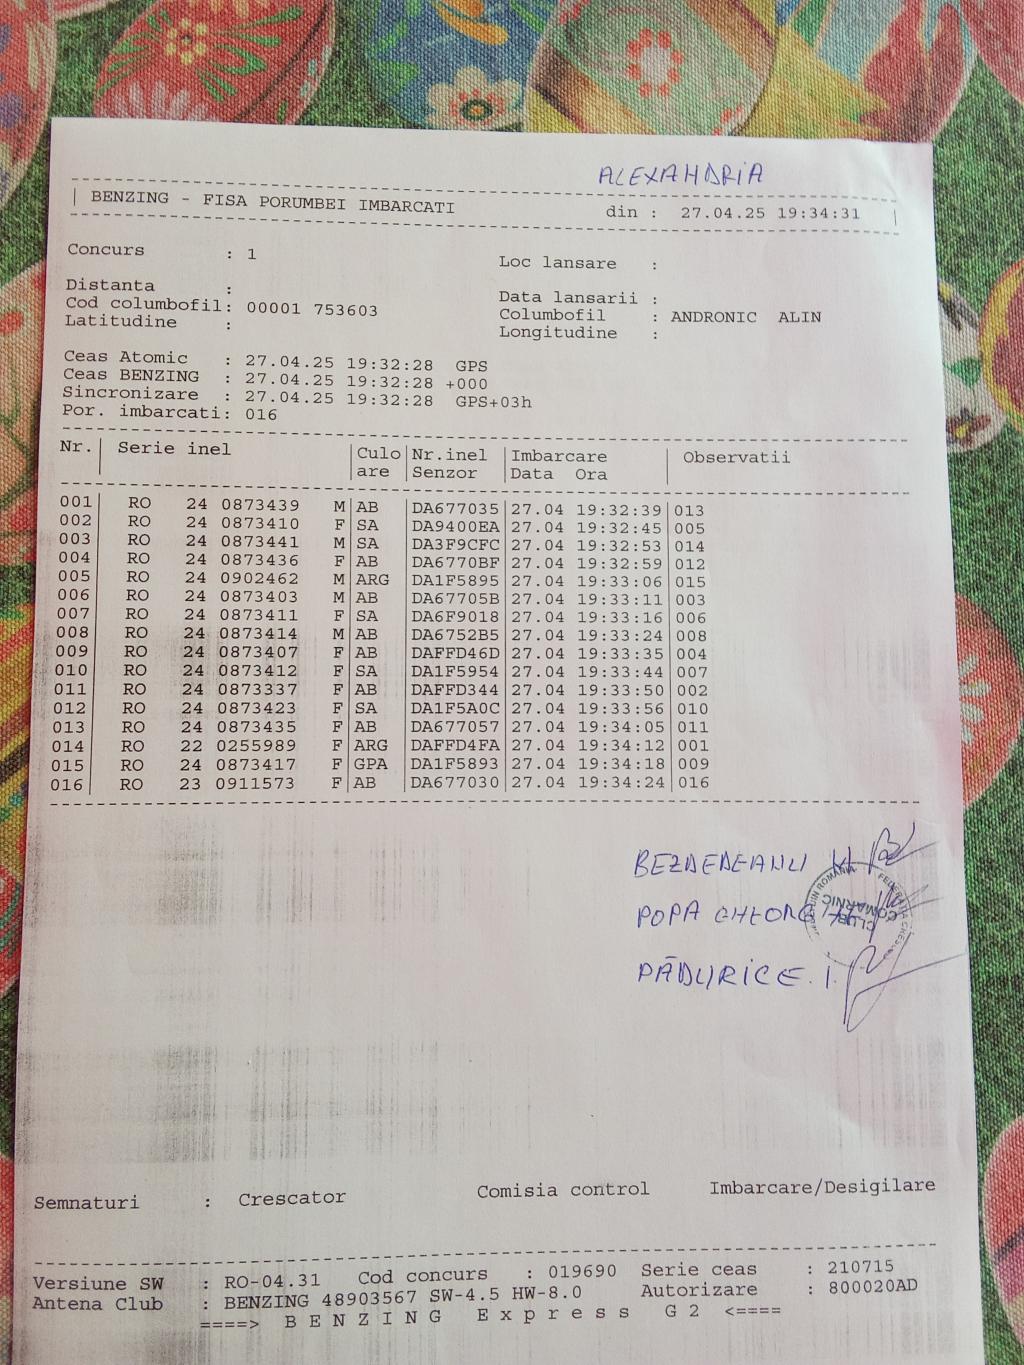 ALEXAHDRIA
BENZING - FISA PORUMBEI IMBARCATI din : 27.04.25 19:34:31
Concurs : 1 Loc lansare :
Distanta : Data lansarii :
Cod columbofil: 00001 753603 Columbofil : ANDRONIC ALIN
Latitudine : Longitudine :
Ceas Atomic : 27.04.25 19:32:28 GPS
Ceas BENZING : 27.04.25 19:32:28 +000
Sincronizare : 27.04.25 19:32:28 GPS+03h
Por. imbarcati: 016
Nr. | Serie inel | Culo | Nr.inel | Imbarcare | Observatii
are | Senzor | Data Ora
001 | RO 24 0873439 M | AB | DA677035 | 27.04 19:32:39 | 013
002 | RO 24 0873410 F | SA | DA9400EA | 27.04 19:32:45 | 005
003 | RO 24 0873441 M | SA | DA3F9CFC | 27.04 19:32:53 | 014
004 | RO 24 0873436 F | AB | DA6770BF | 27.04 19:32:59 | 012
005 | RO 24 0902462 M | ARG | DA1F5895 | 27.04 19:33:06 | 015
006 | RO 24 0873403 M | AB | DA67705B | 27.04 19:33:11 | 003
007 | RO 24 0873411 F | SA | DA6F9018 | 27.04 19:33:16 | 006
008 | RO 24 0873414 M | AB | DA6752B5 | 27.04 19:33:24 | 008
009 | RO 24 0873407 F | AB | DAFFD46D | 27.04 19:33:35 | 004
010 | RO 24 0873412 F | SA | DA1F5954 | 27.04 19:33:44 | 007
011 | RO 24 0873337 F | AB | DAFFD344 | 27.04 19:33:50 | 002
012 | RO 24 0873423 F | SA | DA1F5A0C | 27.04 19:33:56 | 010
013 | RO 24 0873435 F | AB | DA677057 | 27.04 19:34:05 | 011
014 | RO 22 0255989 F | ARG | DAFFD4FA | 27.04 19:34:12 | 001
015 | RO 24 0873417 F | GPA | DA1F5893 | 27.04 19:34:18 | 009
016 | RO 23 0911573 F | AB | DA677030 | 27.04 19:34:24 | 016
BEZDEDEANU
POPA
PĂDURICE. I.
DIN ROMÂNIA
CLUB
COMARNIC
Semnaturi : Crescator Comisia control Imbarcare/Desigilare
Versiune SW : RO-04.31 Cod concurs : 019690 Serie ceas : 210715
Antena Club : BENZING 48903567 SW-4.5 HW-8.0 Autorizare : 800020AD
====> B E N Z I N G E x p r e s s G 2 <====